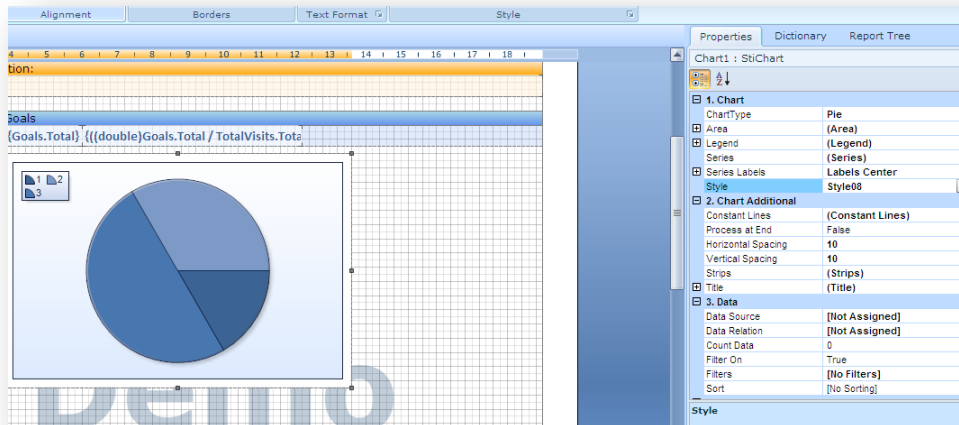 Alignment Borders Text Format Style
Properties Dictionary Report Tree
4 5 6 7 8 9 10 11 12 13 14 15 16 17 18
Chart1 : StiChart
tion:
Goals
{Goals.Total} {((double)Goals.Total / TotalVisits.Tota
1 2
3
Demo
1. Chart
ChartType Pie
Area (Area)
Legend (Legend)
Series (Series)
Series Labels Labels Center
Style Style08
2. Chart Additional
Constant Lines (Constant Lines)
Process at End False
Horizontal Spacing 10
Vertical Spacing 10
Strips (Strips)
Title (Title)
3. Data
Data Source [Not Assigned]
Data Relation [Not Assigned]
Count Data 0
Filter On True
Filters [No Filters]
Sort [No Sorting]
Style